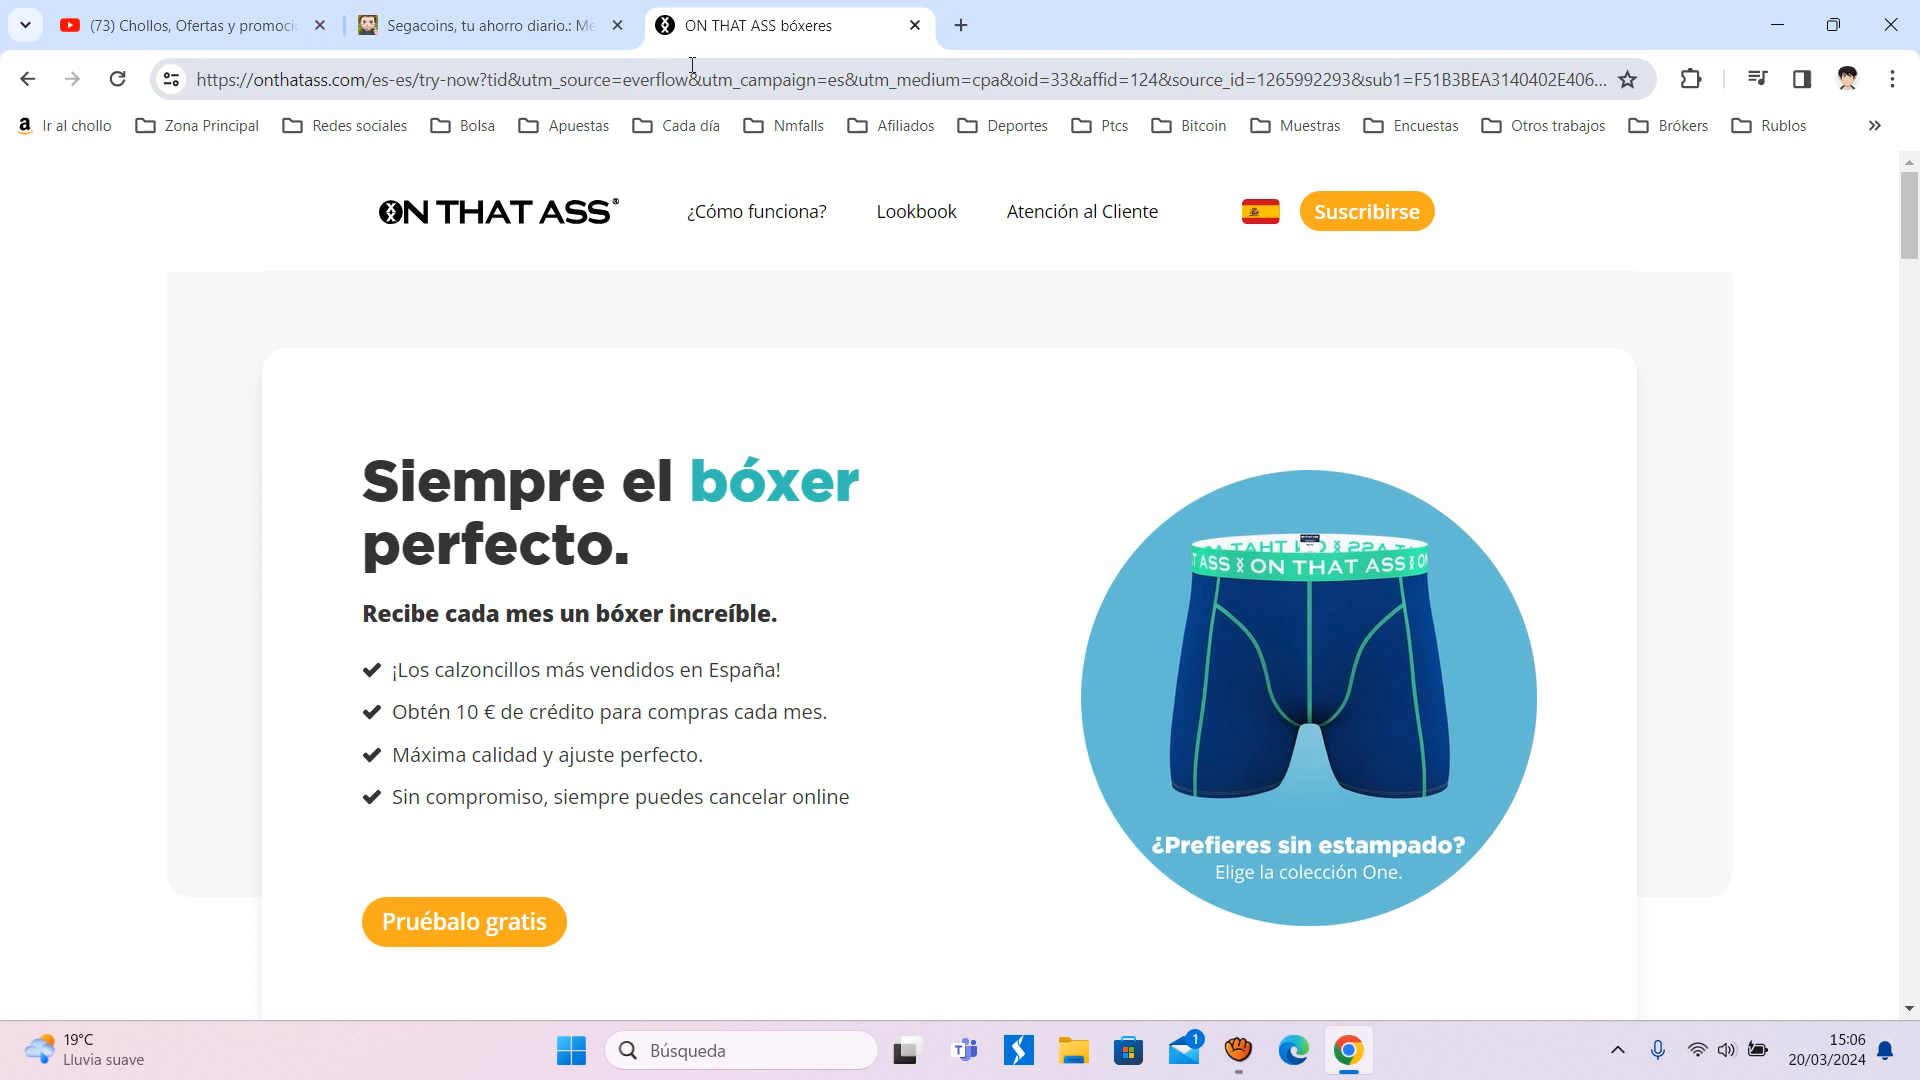 (73) Chollos, Ofertas y promoci
Segacoins, tu ahorro diario.: Me
ON THAT ASS bóxeres
https://onthatass.com/es-es/try-now?tid&utm_source=everflow&utm_campaign=es&utm_medium=cpa&oid=33&affid=124&source_id=1265992293&sub1=F51B3BEA3140402E406...
a Ir al chollo
Zona Principal
Redes sociales
Bolsa
Apuestas
Cada día
Nmfalls
Afiliados
Deportes
Ptcs
Bitcoin
Muestras
Encuestas
Otros trabajos
Brókers
Rublos
»
ON THAT ASS®
¿Cómo funciona?
Lookbook
Atención al Cliente
Suscribirse
Siempre el bóxer
perfecto.
Recibe cada mes un bóxer increíble.
¡Los calzoncillos más vendidos en España!
Obtén 10 € de crédito para compras cada mes.
Máxima calidad y ajuste perfecto.
Sin compromiso, siempre puedes cancelar online
Pruébalo gratis
T ASS ON THAT ASS ON
¿Prefieres sin estampado?
Elige la colección One.
19°C
Lluvia suave
Búsqueda
1
15:06
20/03/2024